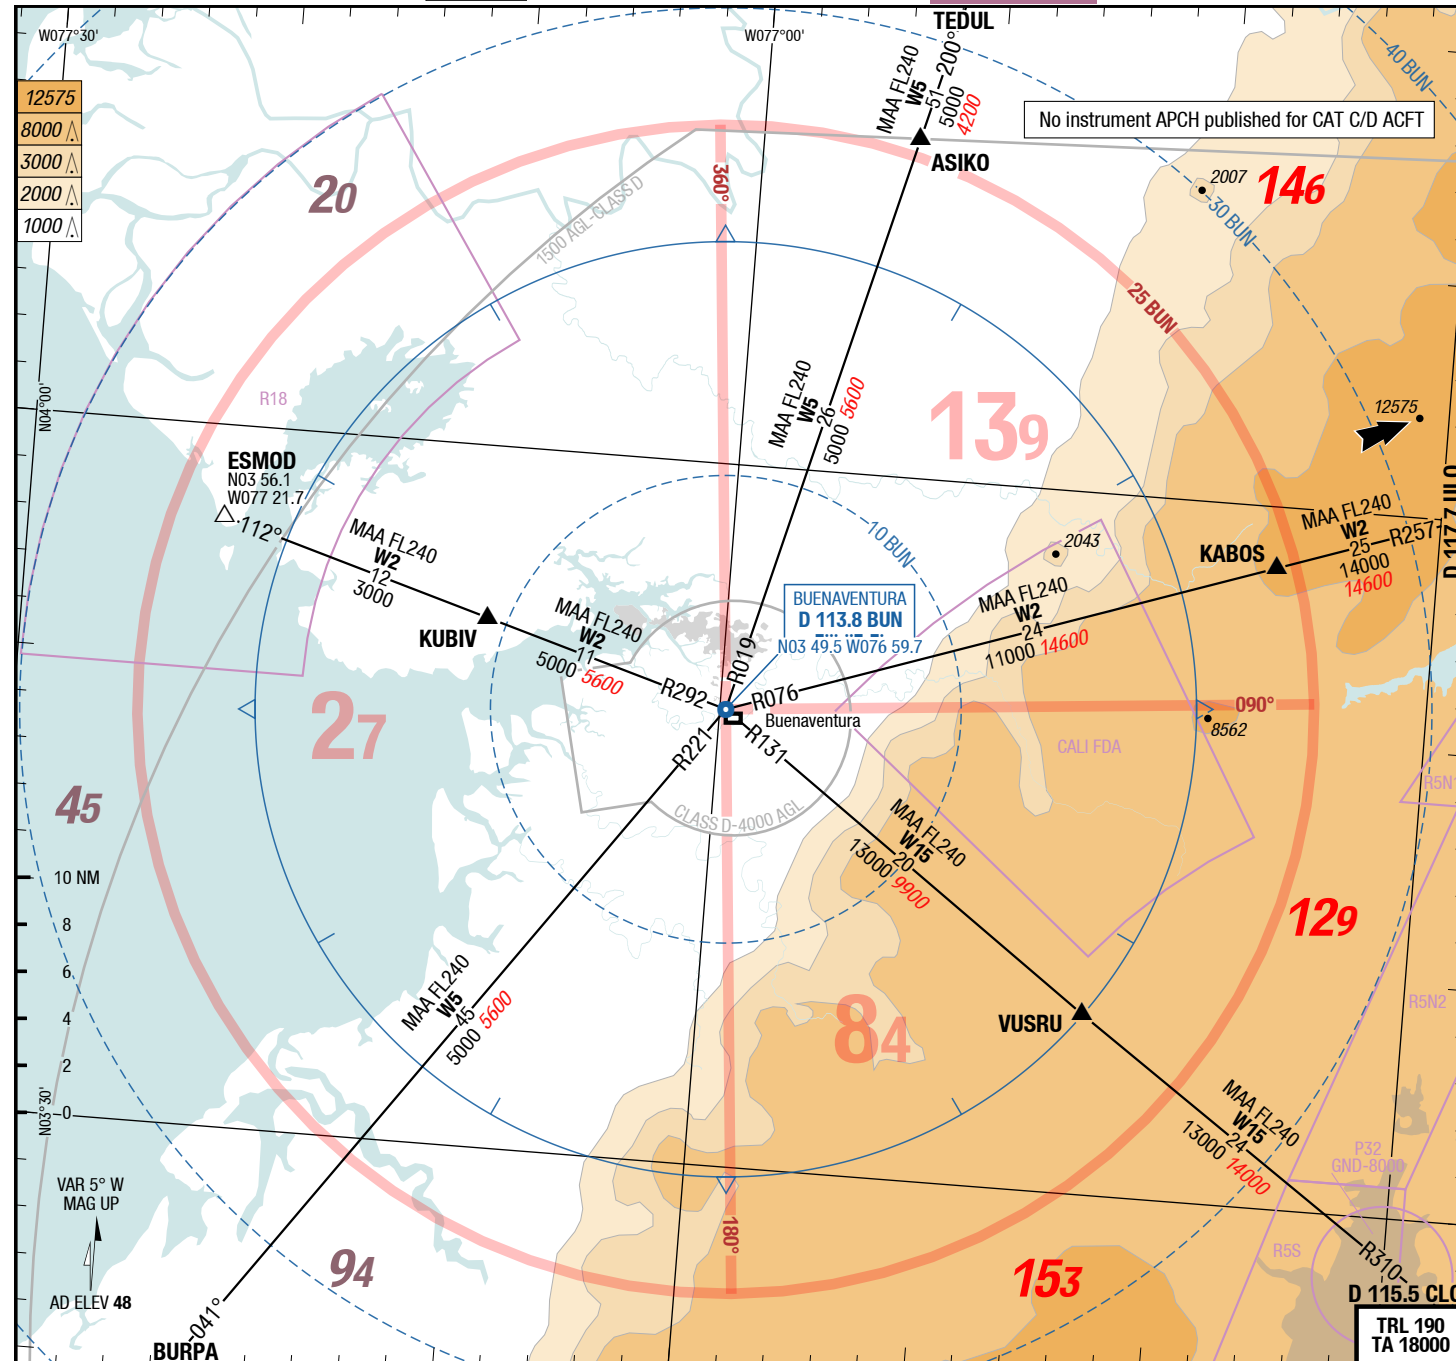 TEDUL
W077°30'
W077°00'
40 BUN
200°
MAA FL240
W5
51
5000
4200
12575
8000
3000
2000
1000
No instrument APCH published for CAT C/D ACFT
ASIKO
20
360°
2007
146
30 BUN
1500 AGL-CLASS D
25 BUN
R18
N04°00'
MAA FL240
W5
26
5000 5600
139
12575
ESMOD
N03 56.1
W077 21.7
112°
MAA FL240
W2
12
3000
10 BUN
2043
KABOS
MAA FL240
W2
25
R257
14000
14600
KUBIV
MAA FL240
W2
11
5000 5600
BUENAVENTURA
D 113.8 BUN
N03 49.5 W076 59.7
MAA FL240
W2
24
11000 14600
R292
R019
R076
Buenaventura
R221
R131
090°
8562
CALI FDA
27
45
CLASS D-4000 AGL
MAA FL240
W15
20
13000 9900
R5N1
10 NM
8
6
4
2
0
129
MAA FL240
W5
45
5000 5600
R5N2
VUSRU
84
N03°30'
MAA FL240
W15
24
13000 14000
P32
GND-8000
VAR 5° W
MAG UP
180°
94
153
R5S
R310
AD ELEV 48
D 115.5 CLO
041°
BURPA
TRL 190
TA 18000